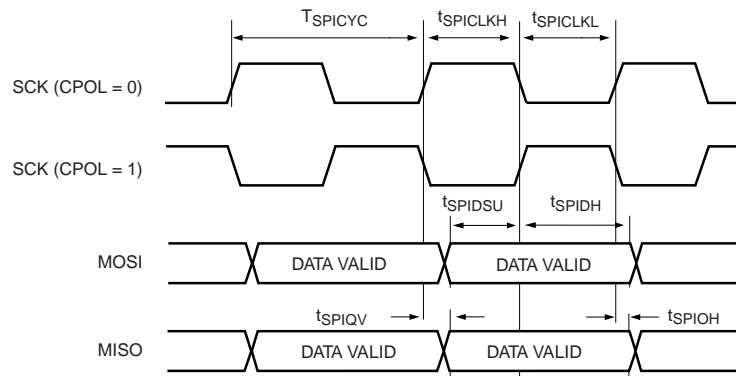 TSPICYC tSPICLKH tSPICLKL
SCK (CPOL = 0)
SCK (CPOL = 1)
tSPIDSU tSPIDH
MOSI DATA VALID DATA VALID
tSPIQV tSPIOH
MISO DATA VALID DATA VALID